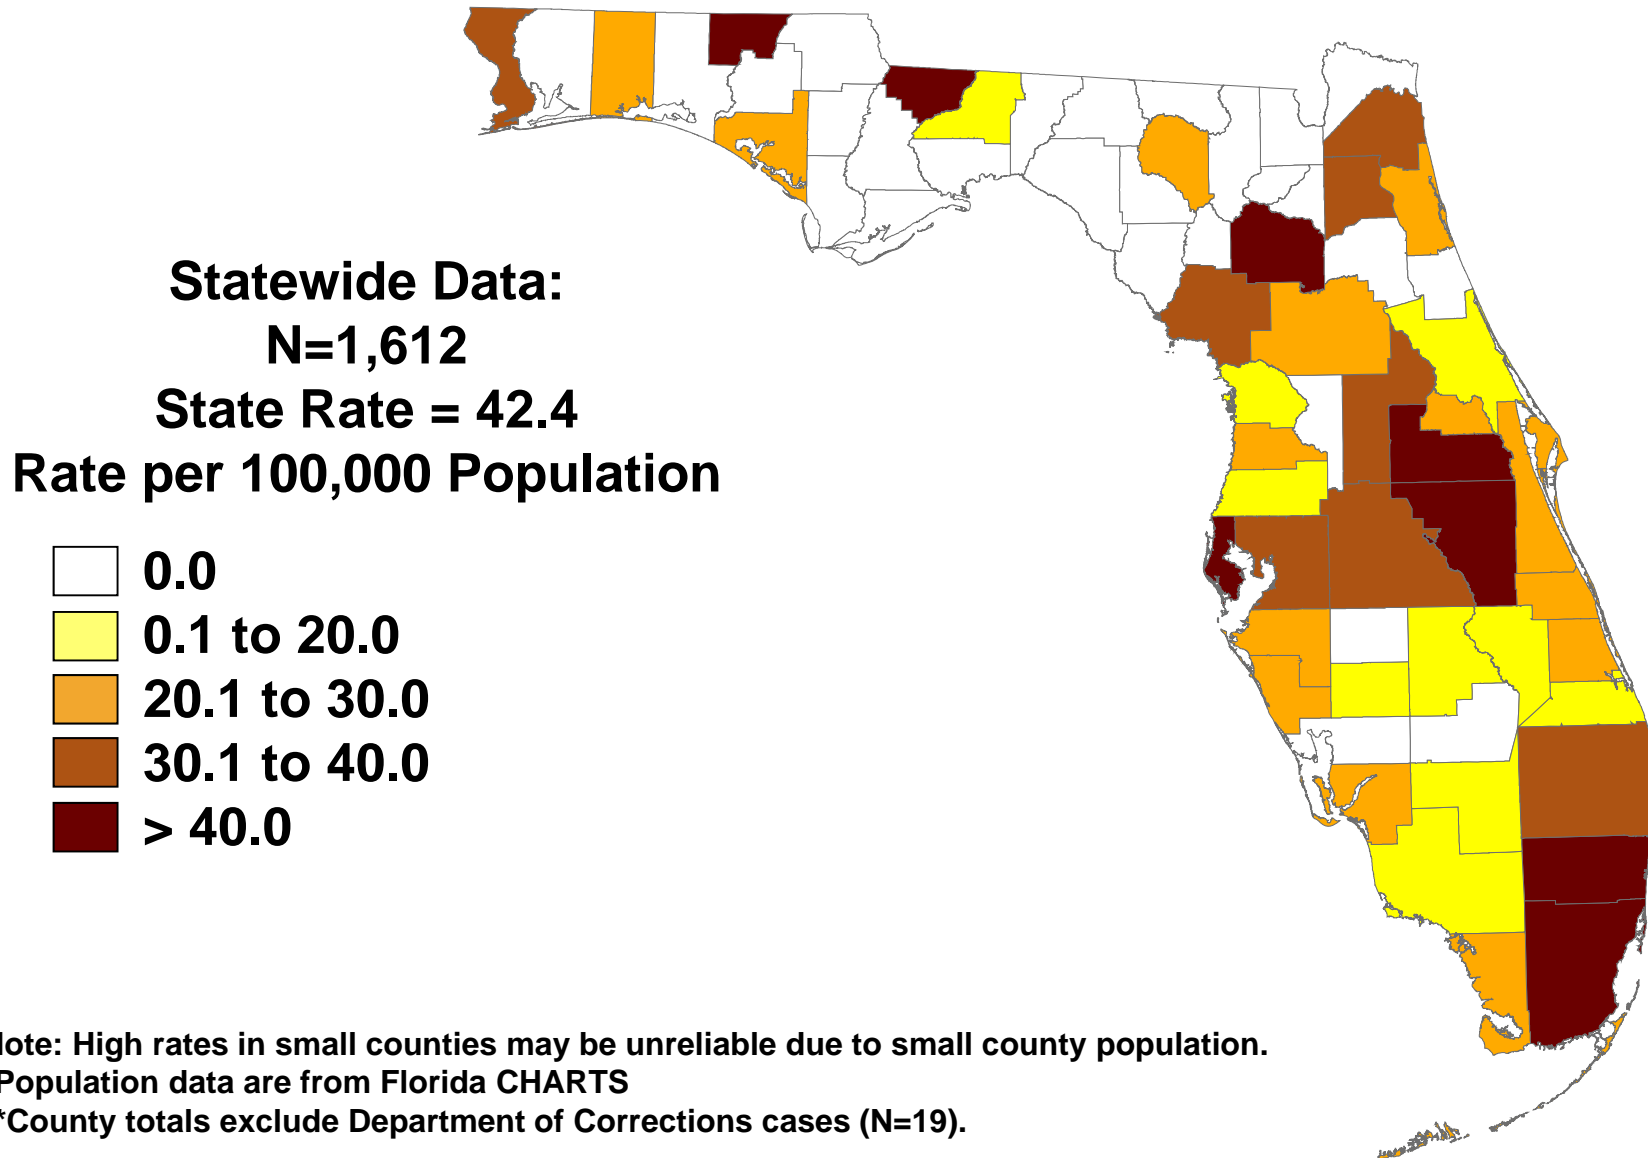 Statewide Data:
N=1,612
State Rate = 42.4
Rate per 100,000 Population
0.0
0.1 to 20.0
20.1 to 30.0
30.1 to 40.0
> 40.0
High rates in small counties may be unreliable due to small county population.
Population data are from Florida CHARTS
*County totals exclude Department of Corrections cases (N=19).